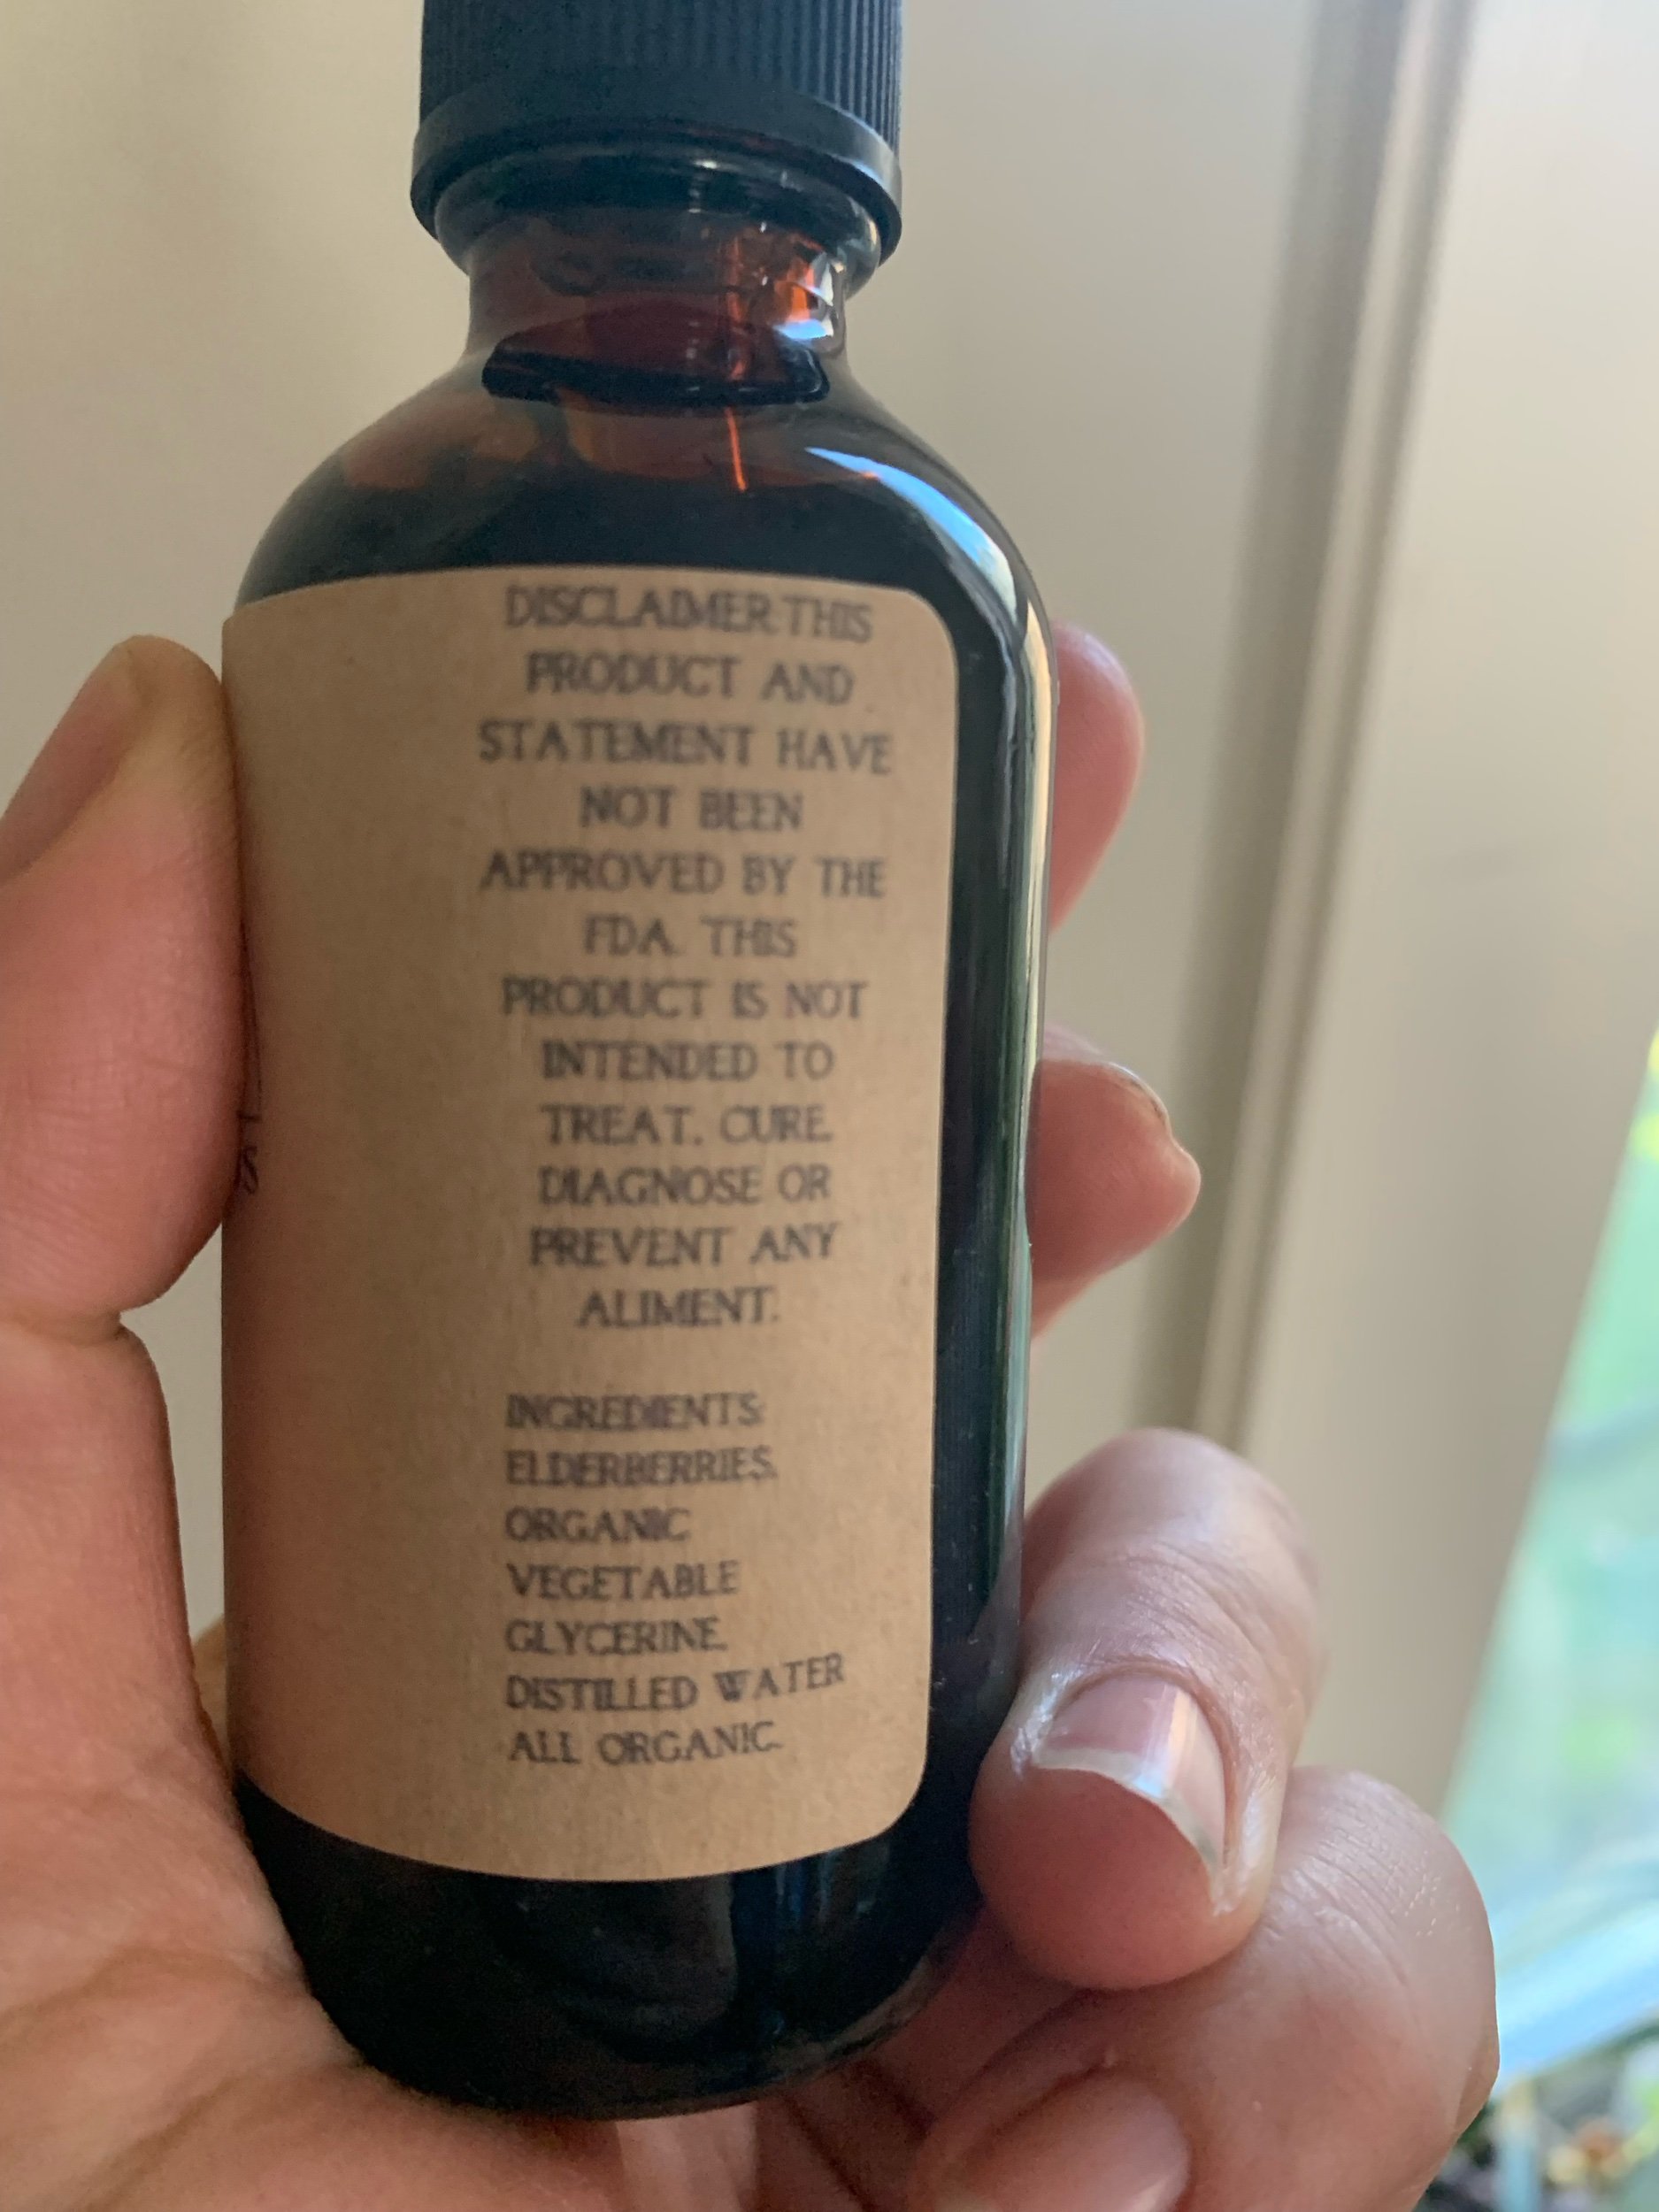 DISCLAIMER:THIS
PRODUCT AND
STATEMENT HAVE
NOT BEEN
APPROVED BY THE
FDA. THIS
PRODUCT IS NOT
INTENDED TO
TREAT, CURE,
DIAGNOSE OR
PREVENT ANY
ALIMENT.
INGREDIENTS:
ELDERBERRIES,
ORGANIC
VEGETABLE
GLYCERINE,
DISTILLED WATER
ALL ORGANIC.